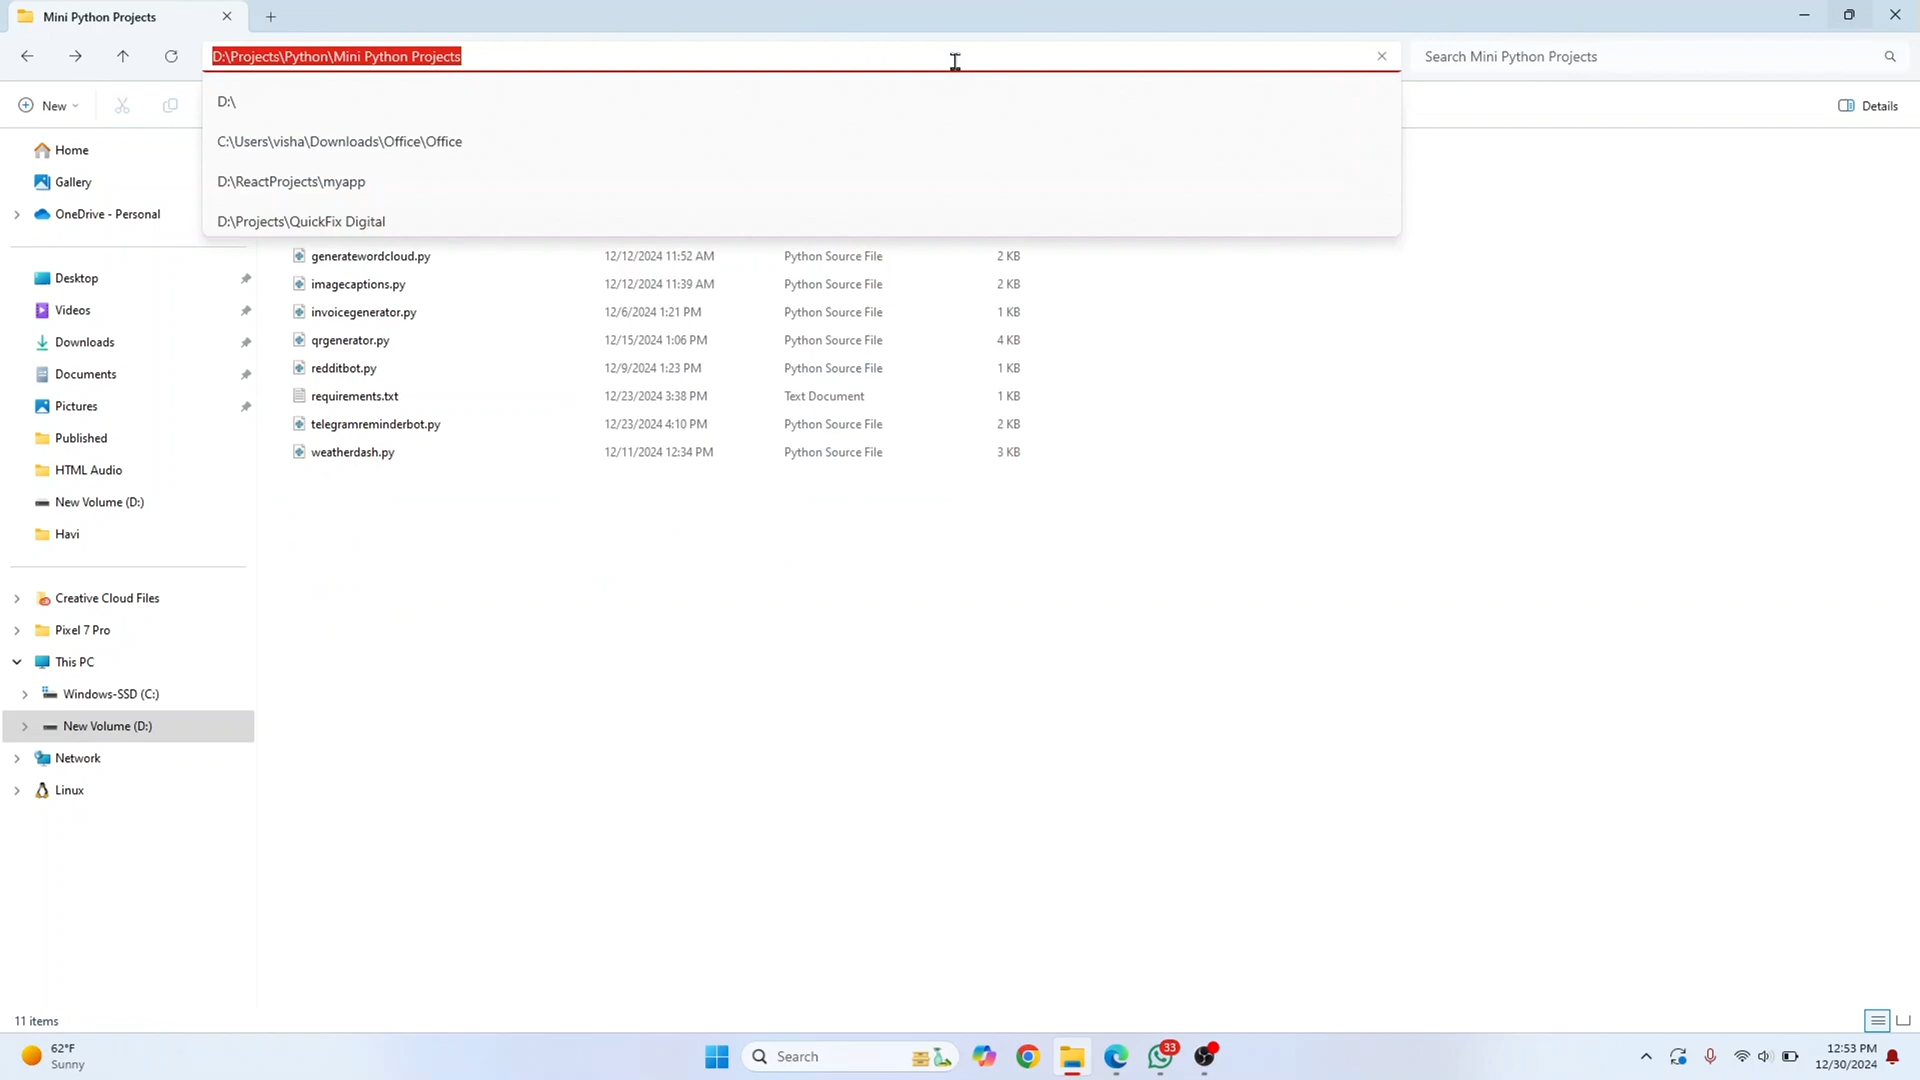 Mini Python Projects
D:\Projects\Python\Mini Python Projects
Search Mini Python Projects
New
Details
D:\
C:\Users\visha\Downloads\Office\Office
D:\ReactProjects\myapp
D:\Projects\QuickFix Digital
Home
Gallery
OneDrive - Personal
Desktop
Videos
Downloads
Documents
Pictures
Published
HTML Audio
New Volume (D:)
Havi
Creative Cloud Files
Pixel 7 Pro
This PC
Windows-SSD (C:)
New Volume (D:)
Network
Linux
generatewordcloud.py 12/12/2024 11:52 AM Python Source File 2 KB
imagecaptions.py 12/12/2024 11:39 AM Python Source File 2 KB
invoicegenerator.py 12/6/2024 1:21 PM Python Source File 1 KB
qrgenerator.py 12/15/2024 1:06 PM Python Source File 4 KB
redditbot.py 12/9/2024 1:23 PM Python Source File 1 KB
requirements.txt 12/23/2024 3:38 PM Text Document 1 KB
telegramreminderbot.py 12/23/2024 4:10 PM Python Source File 2 KB
weatherdash.py 12/11/2024 12:34 PM Python Source File 3 KB
11 items
62°F
Sunny
Search
33
12:53 PM
12/30/2024